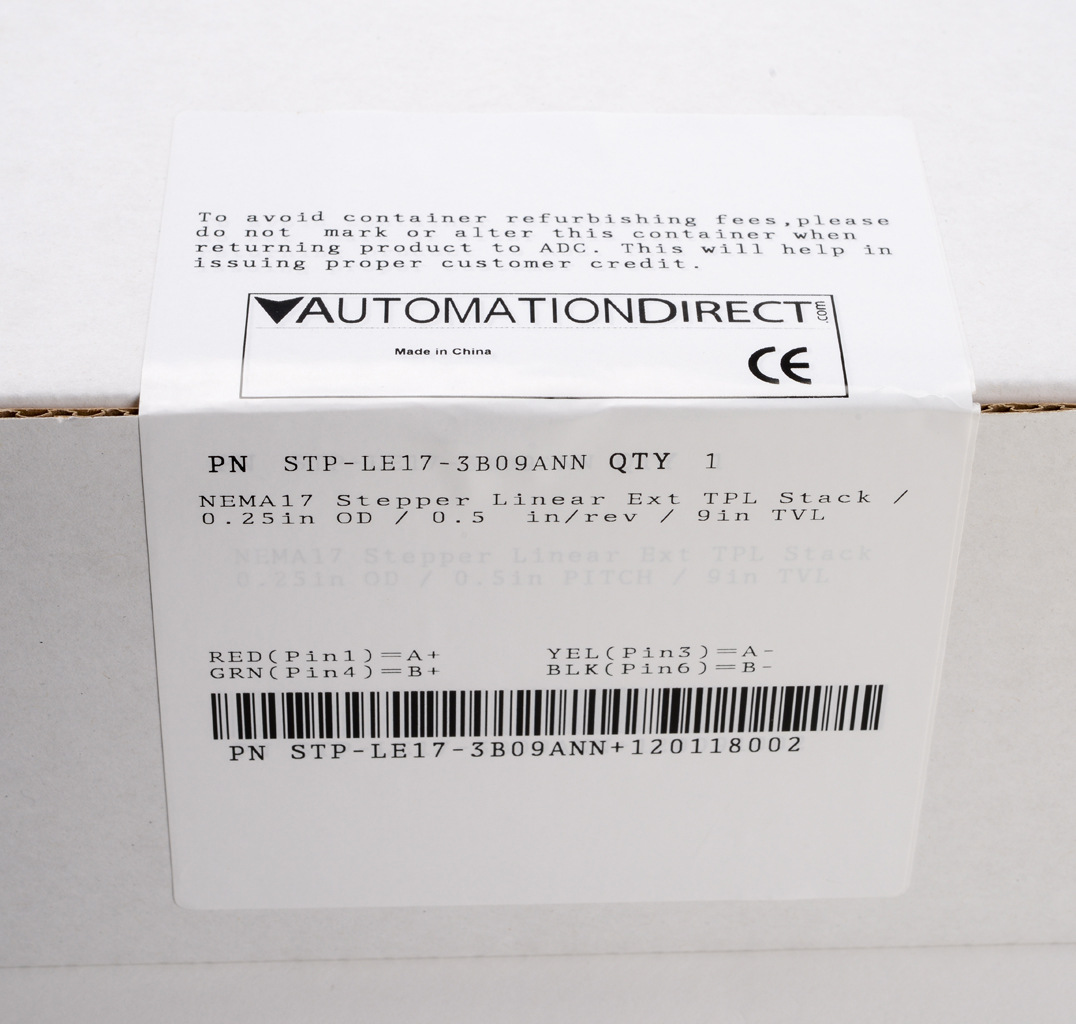 To avoid container refurbishing fees,please
do not  mark or alter this container when
returning product to ADC. This will help in
issuing proper customer credit.
AUTOMATIONDIRECT.com
Made in China
CE
PN  STP-LE17-3B09ANN QTY  1
NEMA17 Stepper Linear Ext TPL Stack /
0.25in OD / 0.5  in/rev / 9in TVL
NEMA17 Stepper Linear Ext TPL Stack
0.25in OD / 0.5in PITCH / 9in TVL
RED(Pin1)=A+  YEL(Pin3)=A-
GRN(Pin4)=B+  BLK(Pin6)=B-
PN STP-LE17-3B09ANN+120118002